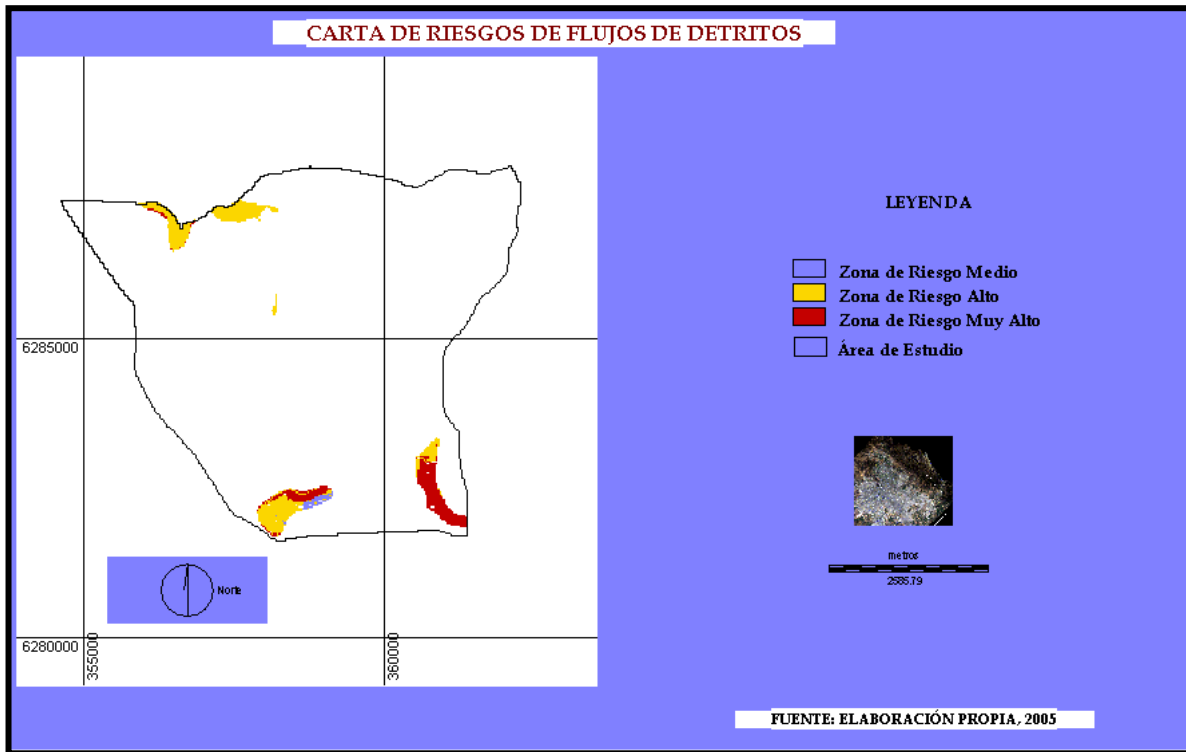 CARTA DE RIESGOS DE FLUJOS DE DETRITOS
LEYENDA
Zona de Riesgo Medio
Zona de Riesgo Alto
Zona de Riesgo Muy Alto
Área de Estudio
6285000
metros
2585.79
Norte
6280000
355000
360000
FUENTE: ELABORACIÓN PROPIA, 2005